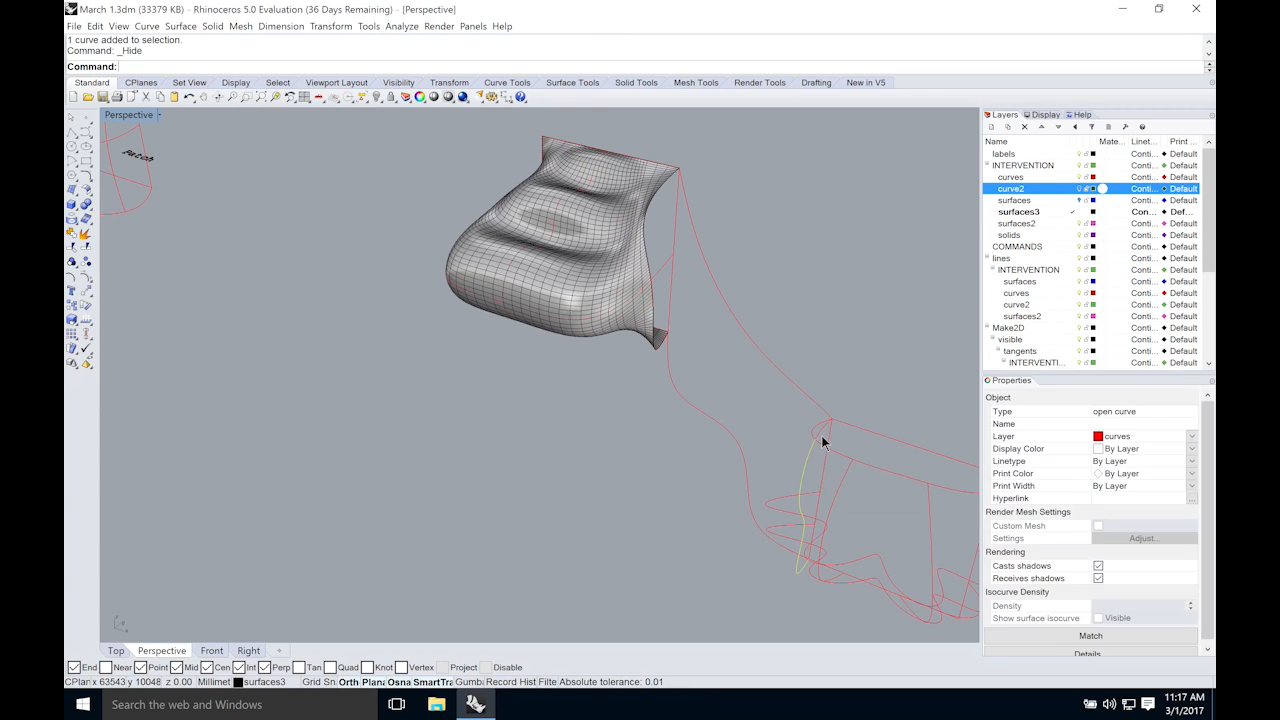 March 1.3dm (33379 KB) - Rhinoceros 5.0 Evaluation (36 Days Remaining) - [Perspective]
File Edit View Curve Surface Solid Mesh Dimension Transform Tools Analyze Render Panels Help
1 curve added to selection.
Command: _Hide
Command:
Standard CPlanes Set View Display Select Viewport Layout Visibility Transform Curve Tools Surface Tools Solid Tools Mesh Tools Render Tools Drafting New in V5
Perspective
Patch
Layers Display Help
Name Mate... Linet... Print ...
labels Conti... Default
INTERVENTION Conti... Default
curves Conti... Default
curve2 Conti... Default
surfaces Conti... Default
surfaces3 Con... Def...
surfaces2 Conti... Default
solids Conti... Default
COMMANDS Conti... Default
lines Conti... Default
INTERVENTION Conti... Default
surfaces Conti... Default
curves Conti... Default
curve2 Conti... Default
surfaces2 Conti... Default
Make2D Conti... Default
visible Conti... Default
tangents Conti... Default
INTERVENTI... Conti... Default
Properties
Object
Type open curve
Name
Layer curves
Display Color By Layer
Linetype By Layer
Print Color By Layer
Print Width By Layer
Hyperlink ...
Render Mesh Settings
Custom Mesh
Settings Adjust...
Rendering
Casts shadows
Receives shadows
Isocurve Density
Density
Show surface isocurve Visible
Match
Details
Top Perspective Front Right
End Near Point Mid Cen Int Perp Tan Quad Knot Vertex Project Disable
CPlan x 63543 y 10048 z 0.00 Millimet surfaces3 Grid Sn Orth Plana Osna SmartTra Gumba Record Hist Filte Absolute tolerance: 0.01
Search the web and Windows
11:17 AM
3/1/2017